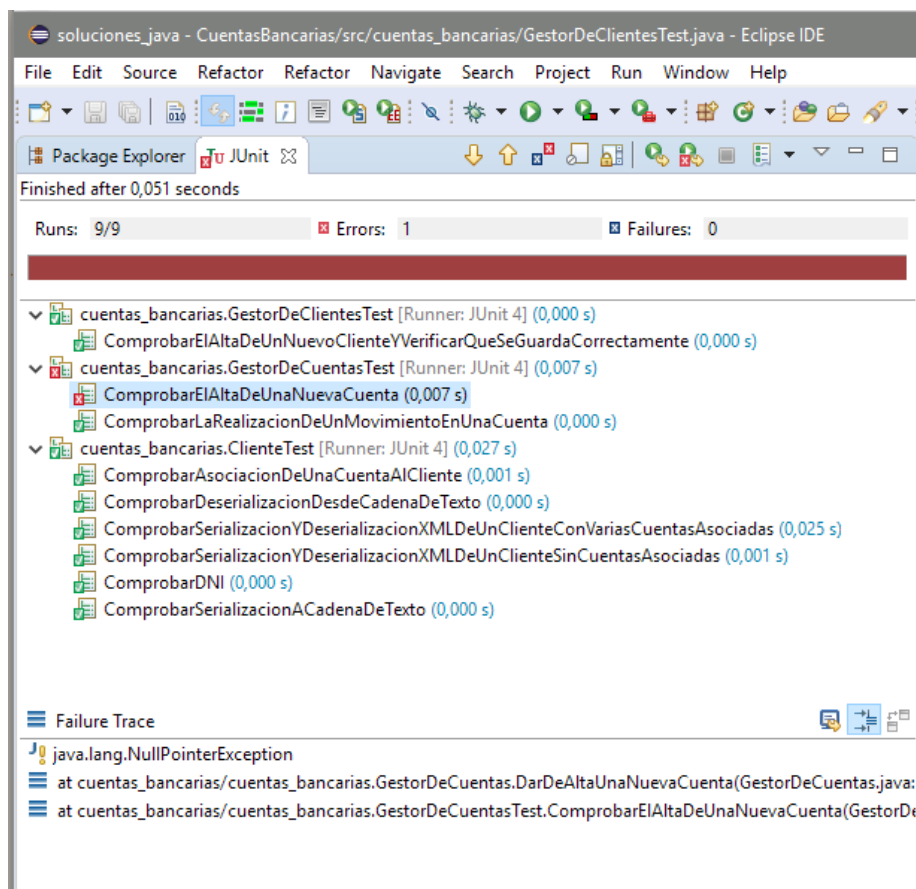 soluciones_java - CuentasBancarias/src/cuentas_bancarias/GestorDeClientesTest.java - Eclipse IDE
File Edit Source Refactor Refactor Navigate Search Project Run Window Help
Package Explorer JUnit
Finished after 0,051 seconds
Runs: 9/9 Errors: 1 Failures: 0
cuentas_bancarias.GestorDeClientesTest [Runner: JUnit 4] (0,000 s)
ComprobarElAltaDeUnNuevoClienteYVerificarQueSeGuardaCorrectamente (0,000 s)
cuentas_bancarias.GestorDeCuentasTest [Runner: JUnit 4] (0,007 s)
ComprobarElAltaDeUnaNuevaCuenta (0,007 s)
ComprobarLaRealizacionDeUnMovimientoEnUnaCuenta (0,000 s)
cuentas_bancarias.ClienteTest [Runner: JUnit 4] (0,027 s)
ComprobarAsociacionDeUnaCuentaAlCliente (0,001 s)
ComprobarDeserializacionDesdeCadenaDeTexto (0,000 s)
ComprobarSerializacionYDeserializacionXMLDeUnClienteConVariasCuentasAsociadas (0,025 s)
ComprobarSerializacionYDeserializacionXMLDeUnClienteSinCuentasAsociadas (0,001 s)
ComprobarDNI (0,000 s)
ComprobarSerializacionACadenaDeTexto (0,000 s)
Failure Trace
java.lang.NullPointerException
at cuentas_bancarias/cuentas_bancarias.GestorDeCuentas.DarDeAltaUnaNuevaCuenta(GestorDeCuentas.java:
at cuentas_bancarias/cuentas_bancarias.GestorDeCuentasTest.ComprobarElAltaDeUnaNuevaCuenta(GestorDe